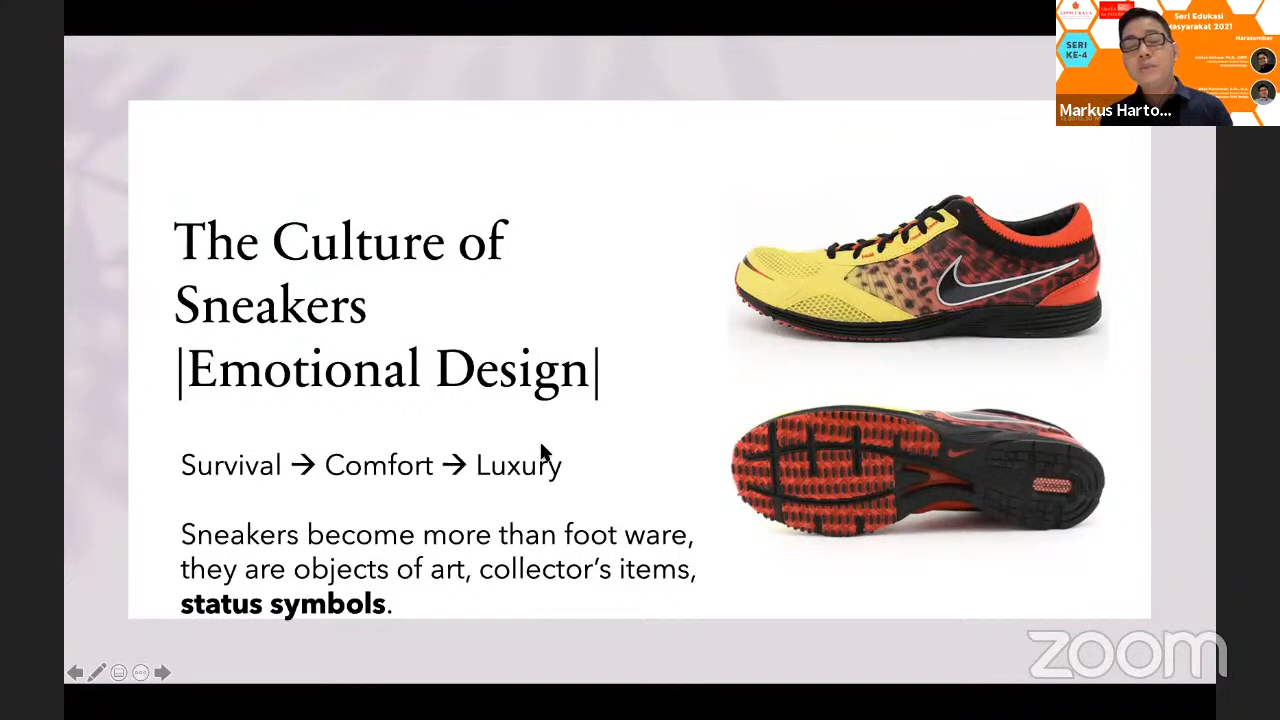 Seri Edukasi
Masyarakat 2021
Narasumber
SERI
KE-4
Markus Harto...
The Culture of
Sneakers
|Emotional Design|
Survival → Comfort → Luxury
Sneakers become more than foot ware,
they are objects of art, collector's items,
status symbols.
zoom